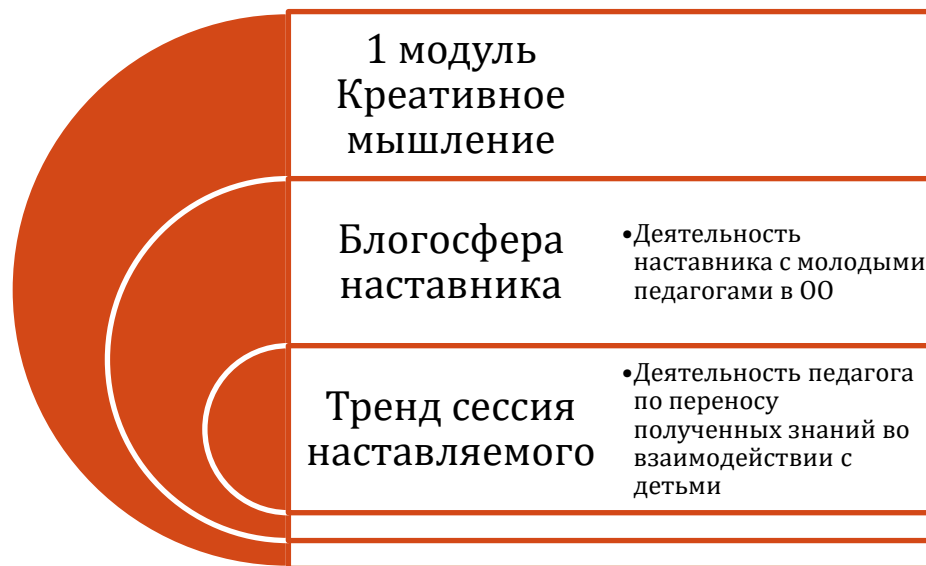 1 модуль
Креативное
мышление
Блогосфера
наставника
•Деятельность
наставника с молодыми
педагогами в ОО
Тренд сессия
наставляемого
•Деятельность педагога
по переносу
полученных знаний во
взаимодействии с
детьми